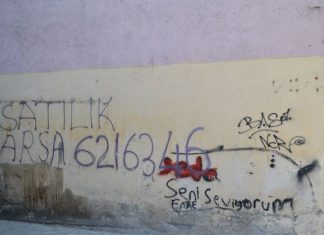 SATILIK
ARSA 6216346
Seni Seviyorum
Emre